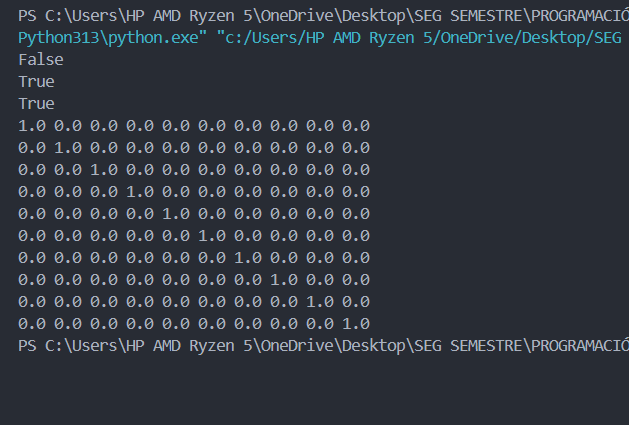 PS C:\Users\HP AMD Ryzen 5\OneDrive\Desktop\SEG SEMESTRE\PROGRAMACIÓ
Python313\python.exe" "c:/Users/HP AMD Ryzen 5/OneDrive/Desktop/SEG
False
True
True
1.0 0.0 0.0 0.0 0.0 0.0 0.0 0.0 0.0 0.0
0.0 1.0 0.0 0.0 0.0 0.0 0.0 0.0 0.0 0.0
0.0 0.0 1.0 0.0 0.0 0.0 0.0 0.0 0.0 0.0
0.0 0.0 0.0 1.0 0.0 0.0 0.0 0.0 0.0 0.0
0.0 0.0 0.0 0.0 1.0 0.0 0.0 0.0 0.0 0.0
0.0 0.0 0.0 0.0 0.0 1.0 0.0 0.0 0.0 0.0
0.0 0.0 0.0 0.0 0.0 0.0 1.0 0.0 0.0 0.0
0.0 0.0 0.0 0.0 0.0 0.0 0.0 1.0 0.0 0.0
0.0 0.0 0.0 0.0 0.0 0.0 0.0 0.0 1.0 0.0
0.0 0.0 0.0 0.0 0.0 0.0 0.0 0.0 0.0 1.0
PS C:\Users\HP AMD Ryzen 5\OneDrive\Desktop\SEG SEMESTRE\PROGRAMACIÓ